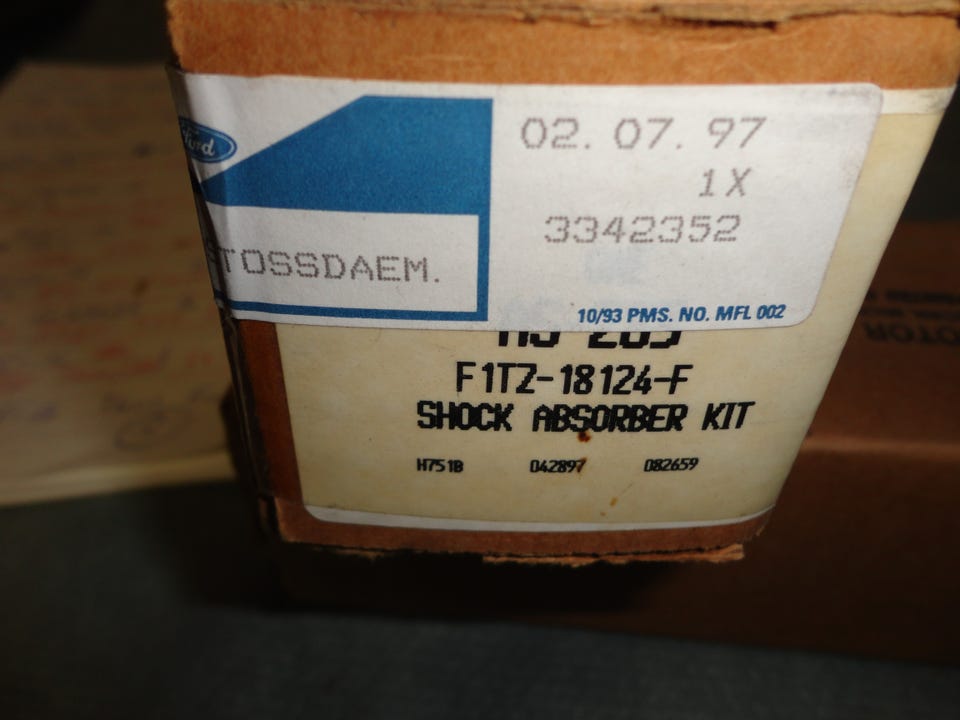 Ford
02.07.97
1X
3342352
STOSSDAEM.
10/93 PMS. NO. MFL 002
F1TZ-18124-F
SHOCK ABSORBER KIT
H751B 042897 082659